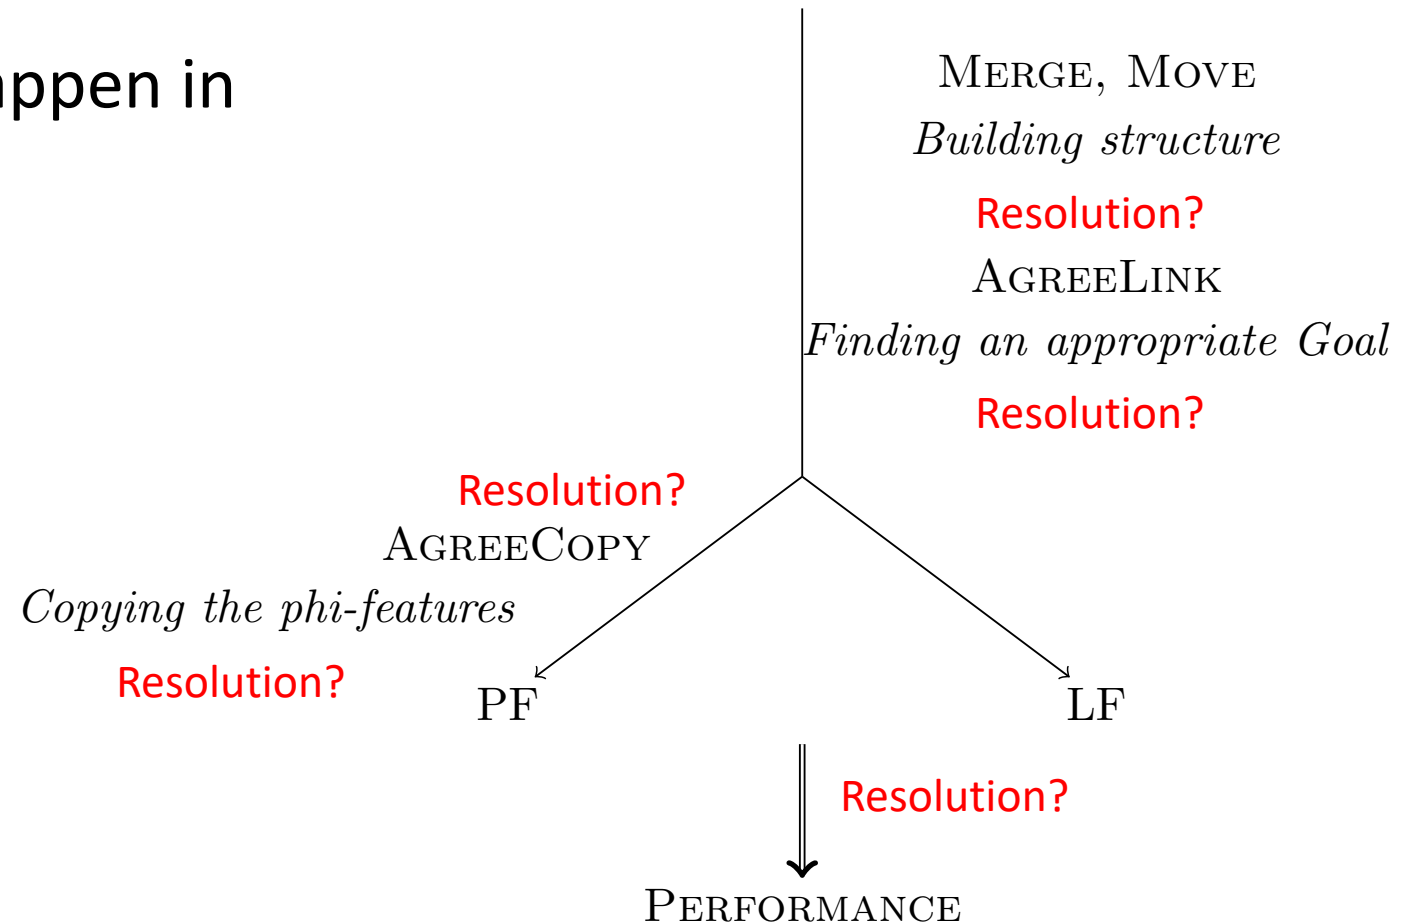 appen in
MERGE, MOVE
Building structure
Resolution?
AGREELINK
Finding an appropriate Goal
Resolution?
Resolution?
AGREECOPY
Copying the phi-features
Resolution?
PF
LF
Resolution?
PERFORMANCE